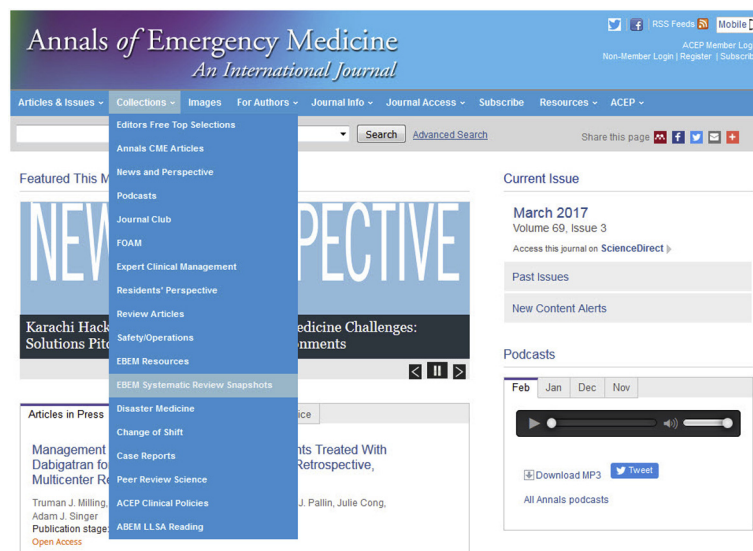 Annals of Emergency Medicine
An International Journal
RSS Feeds
Mobile
ACEP Member Log
Non-Member Login | Register | Subscrib
Articles & Issues
Collections
Images
For Authors
Journal Info
Journal Access
Subscribe
Resources
ACEP
Search
Advanced Search
Share this page
Editors Free Top Selections
Annals CME Articles
News and Perspective
Podcasts
Journal Club
FOAM
Expert Clinical Management
Residents' Perspective
Review Articles
Safety/Operations
EBEM Resources
EBEM Systematic Review Snapshots
Disaster Medicine
Change of Shift
Case Reports
Peer Review Science
ACEP Clinical Policies
ABEM LLSA Reading
Featured This M
NEW PECTIVE
Karachi Hack edicine Challenges:
Solutions Pitc onments
Articles in Press ice
Management nts Treated With
Dabigatran fo Retrospective,
Multicenter Re
Truman J. Milling, J. Pallin, Julie Cong,
Adam J. Singer
Publication stage:
Open Access
Current Issue
March 2017
Volume 69, Issue 3
Access this journal on ScienceDirect
Past Issues
New Content Alerts
Podcasts
Feb Jan Dec Nov
Download MP3
Tweet
All Annals podcasts